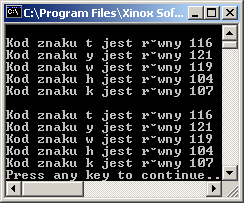 C:\Program Files\Xinox Sof...
Kod znaku t jest r˘wny 116
Kod znaku y jest r˘wny 121
Kod znaku w jest r˘wny 119
Kod znaku h jest r˘wny 104
Kod znaku k jest r˘wny 107
Kod znaku t jest r˘wny 116
Kod znaku y jest r˘wny 121
Kod znaku w jest r˘wny 119
Kod znaku h jest r˘wny 104
Kod znaku k jest r˘wny 107
Press any key to continue..